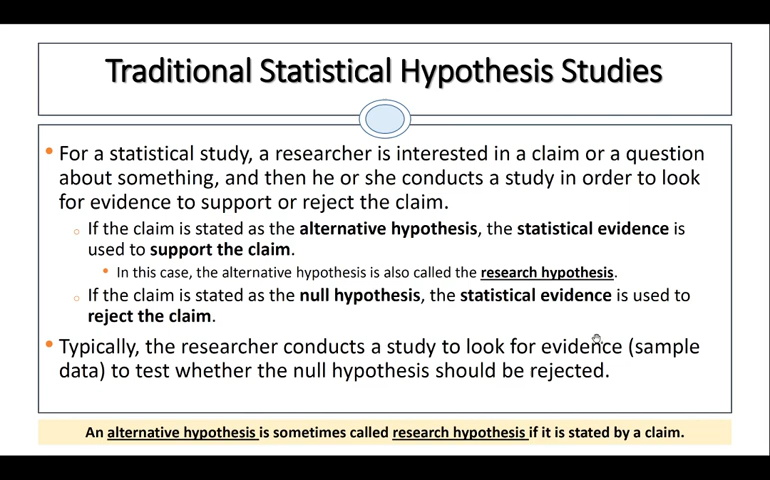 Traditional Statistical Hypothesis Studies
• For a statistical study, a researcher is interested in a claim or a question
about something, and then he or she conducts a study in order to look
for evidence to support or reject the claim.
○ If the claim is stated as the alternative hypothesis, the statistical evidence is
used to support the claim.
• In this case, the alternative hypothesis is also called the research hypothesis.
○ If the claim is stated as the null hypothesis, the statistical evidence is used to
reject the claim.
• Typically, the researcher conducts a study to look for evidence (sample
data) to test whether the null hypothesis should be rejected.
An alternative hypothesis is sometimes called research hypothesis if it is stated by a claim.